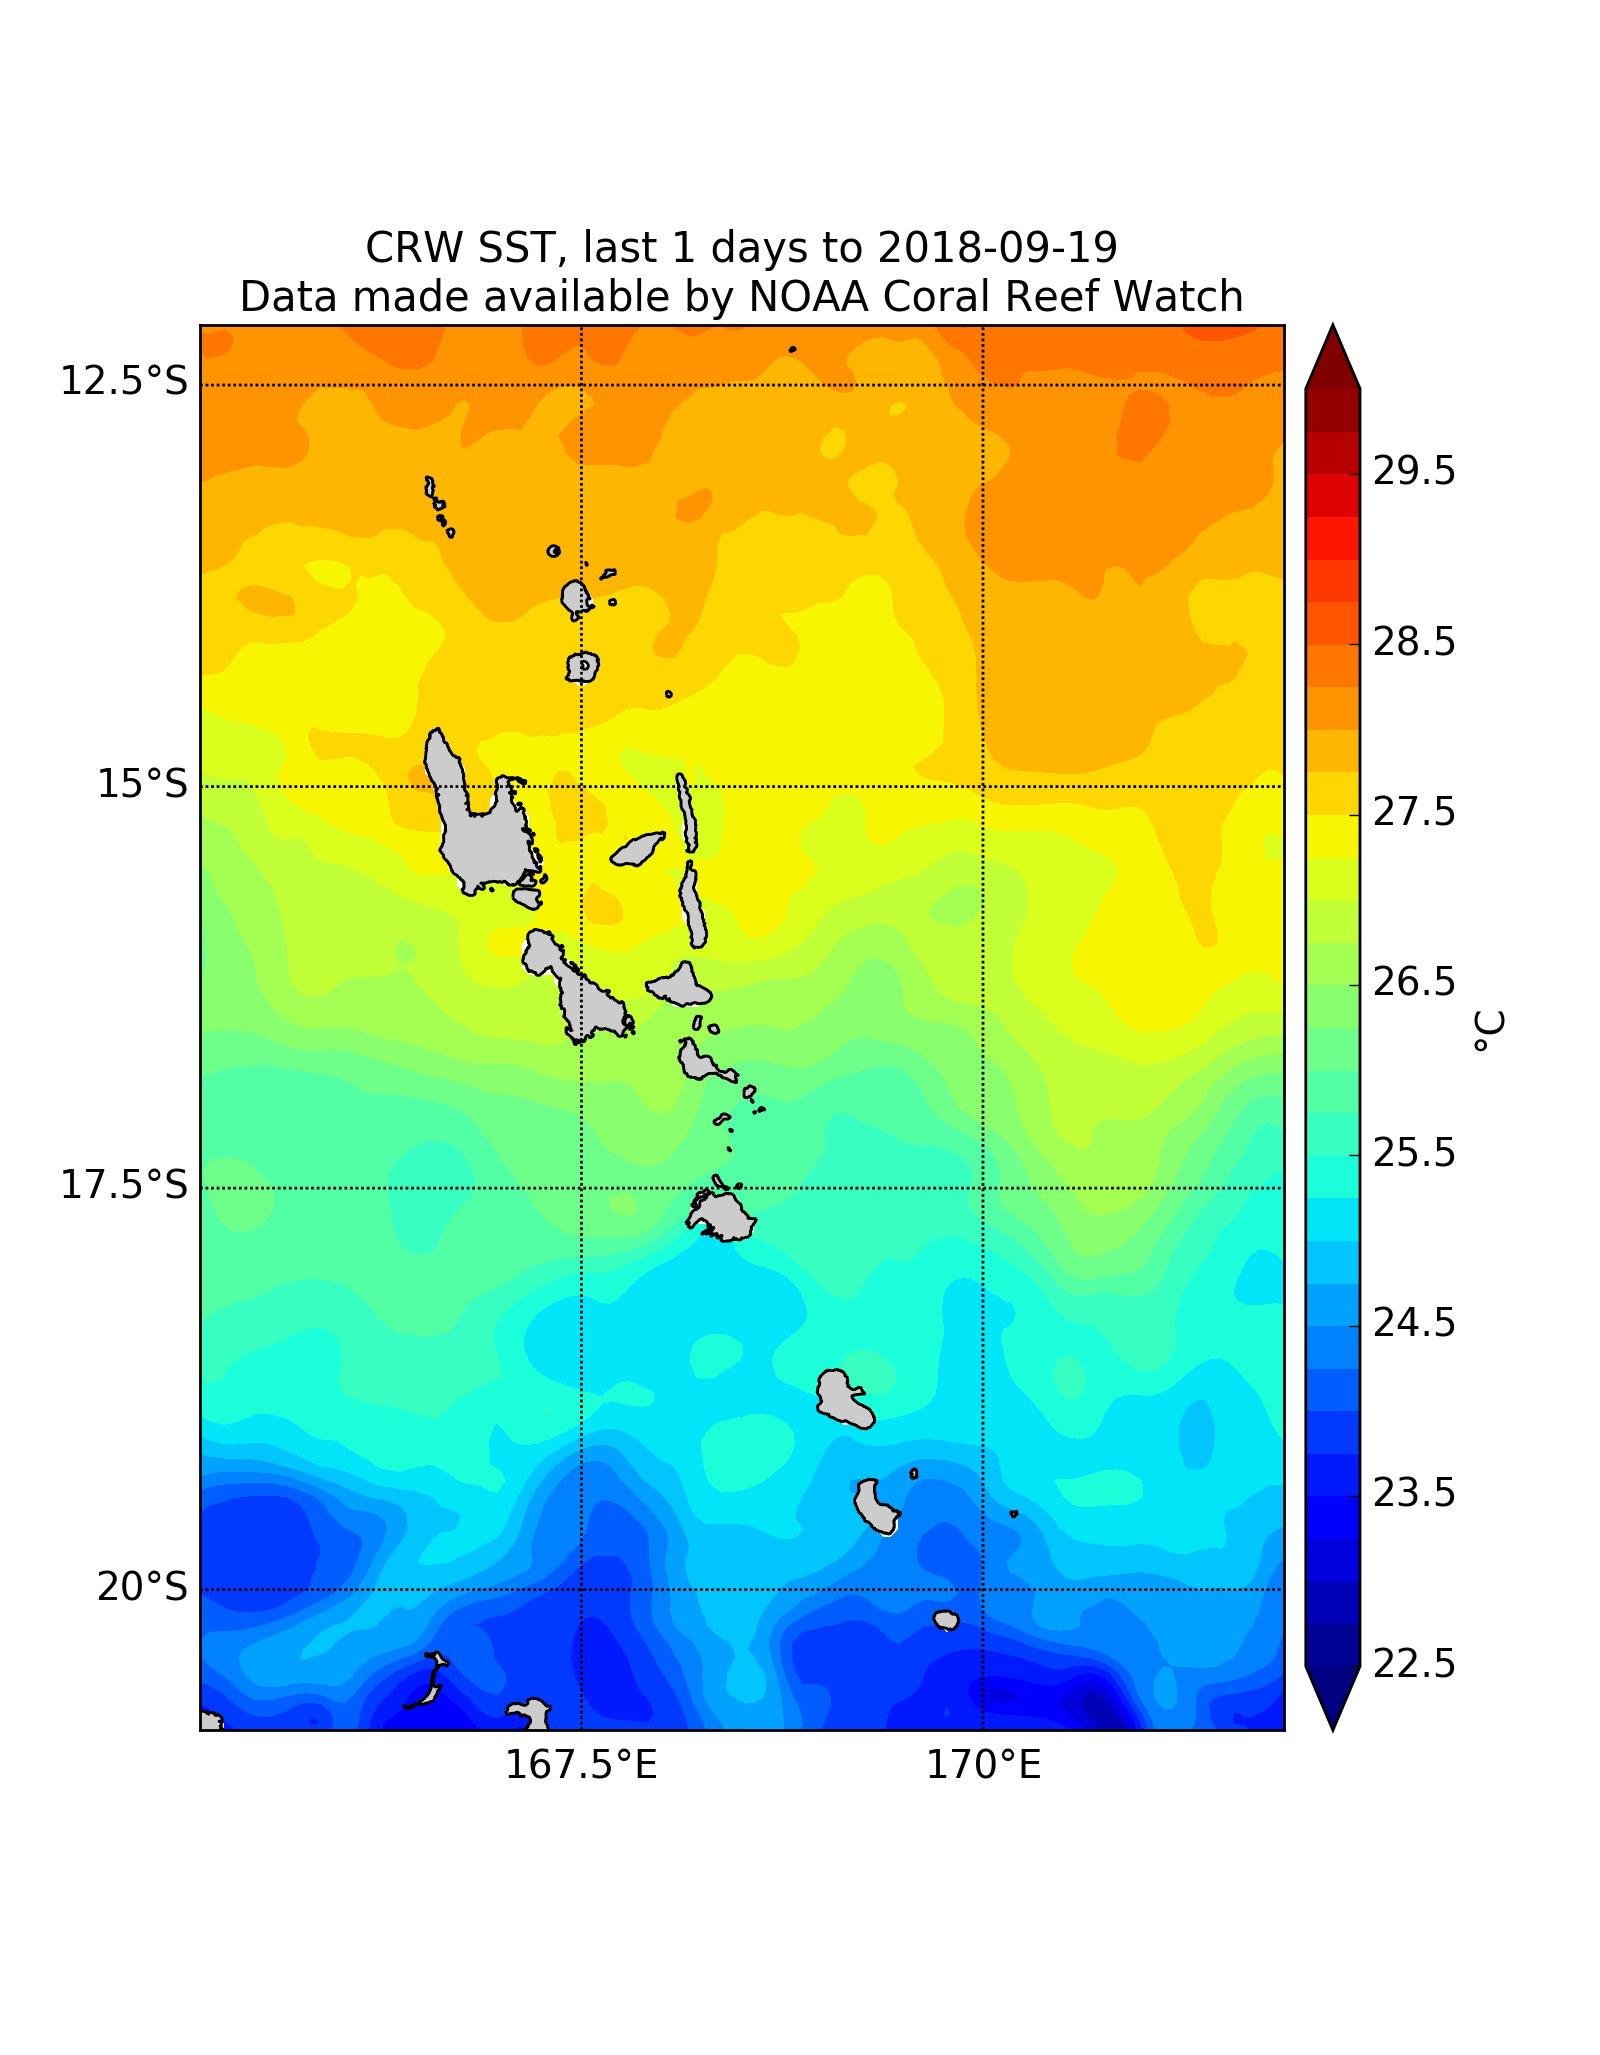 CRW SST, last 1 days to 2018-09-19
Data made available by NOAA Coral Reef Watch
12.5°S
15°S
17.5°S
20°S
167.5°E
170°E
29.5
28.5
27.5
26.5
25.5
24.5
23.5
22.5
°C